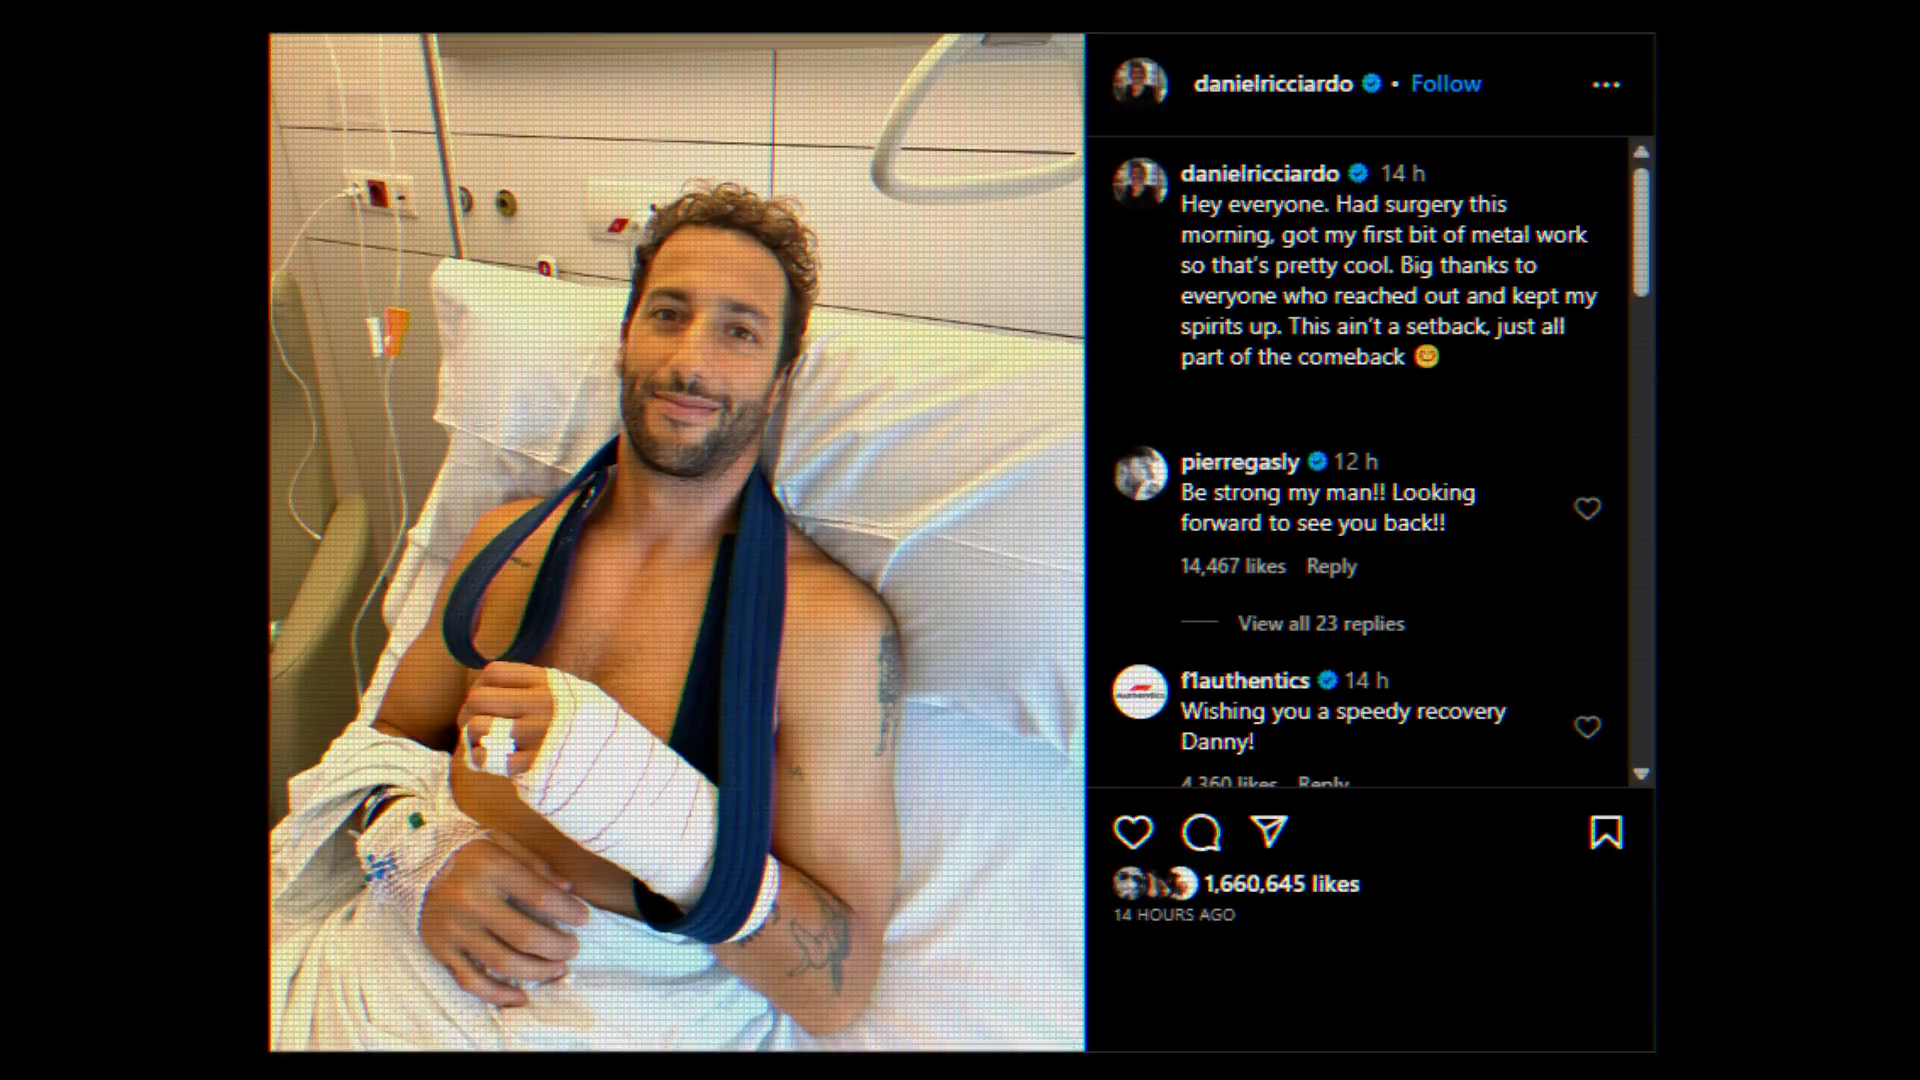 danielricciardo • Follow
danielricciardo 14 h
Hey everyone. Had surgery this
morning, got my first bit of metal work
so that's pretty cool. Big thanks to
everyone who reached out and kept my
spirits up. This ain't a setback, just all
part of the comeback 😊
pierregasly 12 h
Be strong my man!! Looking
forward to see you back!!
14,467 likes Reply
View all 23 replies
f1authentics 14 h
Wishing you a speedy recovery
Danny!
4,360 likes Reply
1,660,645 likes
14 HOURS AGO